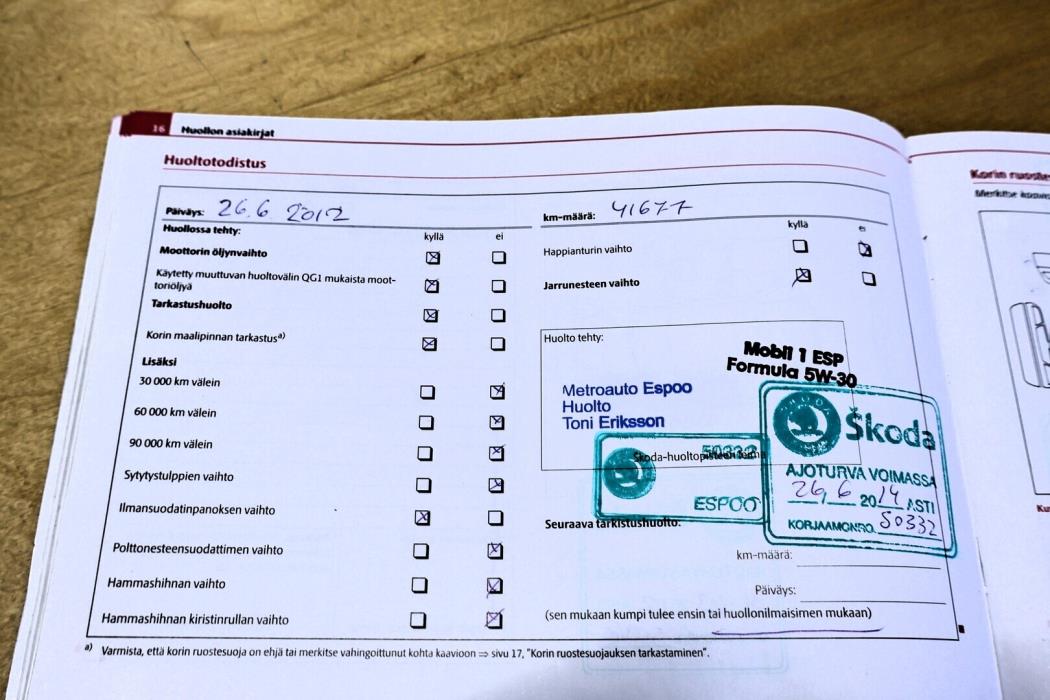 16 Huollon asiakirjat
Huoltotodistus
Päiväys: 26.6 2012
km-määrä: 41677
Huollossa tehty:
kyllä ei
Moottorin öljynvaihto
Käytetty muuttuvan huoltovälin QG1 mukaista moot-
toriöljyä
Tarkastushuolto
Korin maalipinnan tarkastus a)
Lisäksi
30 000 km välein
60 000 km välein
90 000 km välein
Sytytystulppien vaihto
Ilmansuodatinpanoksen vaihto
Polttonesteensuodattimen vaihto
Hammashihnan vaihto
Hammashihnan kiristinrullan vaihto
kyllä ei
Happianturin vaihto
Jarrunesteen vaihto
Huolto tehty:
Mobil 1 ESP
Formula 5W-30
Metroauto Espoo
Huolto
Toni Eriksson
50332
Škoda-huoltopisteen leima
ESPOO
Škoda
AJOTURVA VOIMASSA
26.6 2014 ASTI
KORJAAMONRO. 50332
Seuraava tarkistushuolto:
km-määrä:
Päiväys:
(sen mukaan kumpi tulee ensin tai huollonilmaisimen mukaan)
a) Varmista, että korin ruostesuoja on ehjä tai merkitse vahingoittunut kohta kaavioon ⇒ sivu 17, "Korin ruostesuojauksen tarkastaminen".
Korin
Merkitse